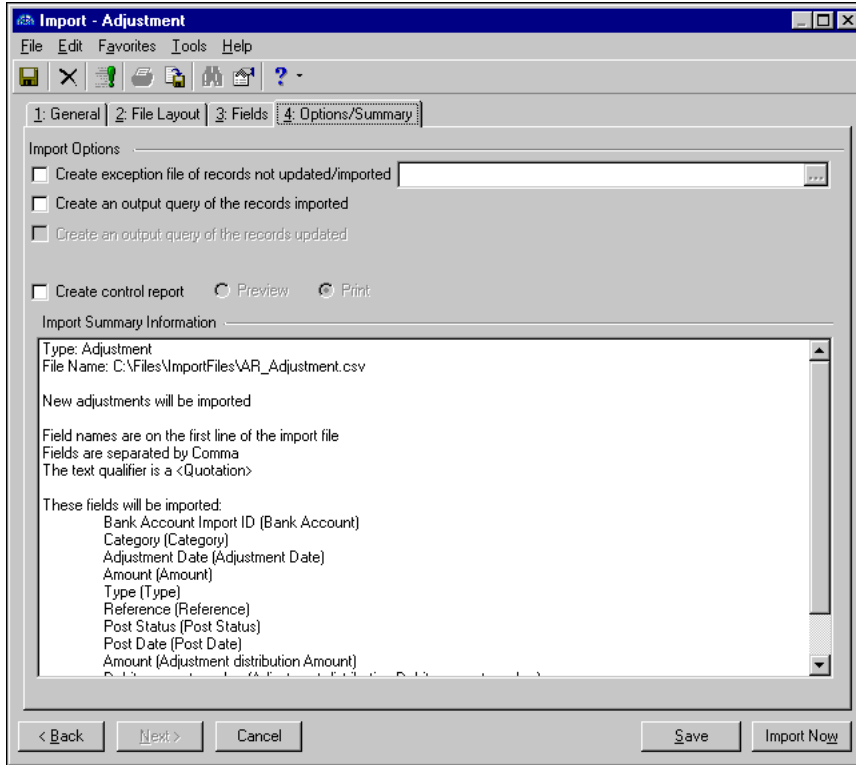 Import - Adjustment
File Edit Favorites Tools Help
?
1: General 2: File Layout 3: Fields 4: Options/Summary
Import Options
Create exception file of records not updated/imported ...
Create an output query of the records imported
Create an output query of the records updated
Create control report Preview Print
Import Summary Information
Type: Adjustment
File Name: C:\Files\ImportFiles\AR_Adjustment.csv
New adjustments will be imported
Field names are on the first line of the import file
Fields are separated by Comma
The text qualifier is a <Quotation>
These fields will be imported:
Bank Account Import ID (Bank Account)
Category (Category)
Adjustment Date (Adjustment Date)
Amount (Amount)
Type (Type)
Reference (Reference)
Post Status (Post Status)
Post Date (Post Date)
Amount (Adjustment distribution Amount)
< Back Next > Cancel Save Import Now